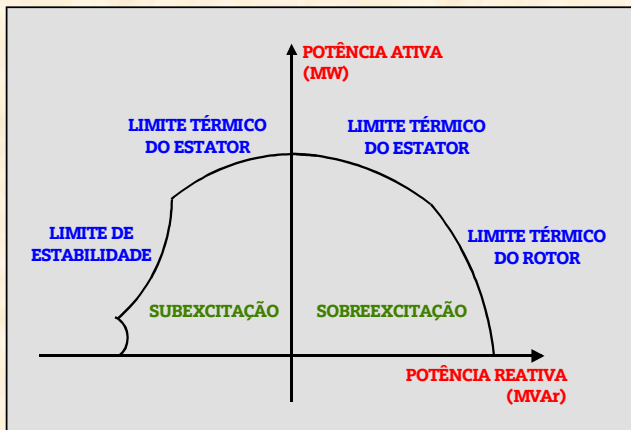 POTÊNCIA ATIVA
(MW)
LIMITE TÉRMICO
DO ESTATOR
LIMITE TÉRMICO
DO ESTATOR
LIMITE DE
ESTABILIDADE
LIMITE TÉRMICO
DO ROTOR
SUBEXCITAÇÃO
SOBREEXCITAÇÃO
POTÊNCIA REATIVA
(MVAr)